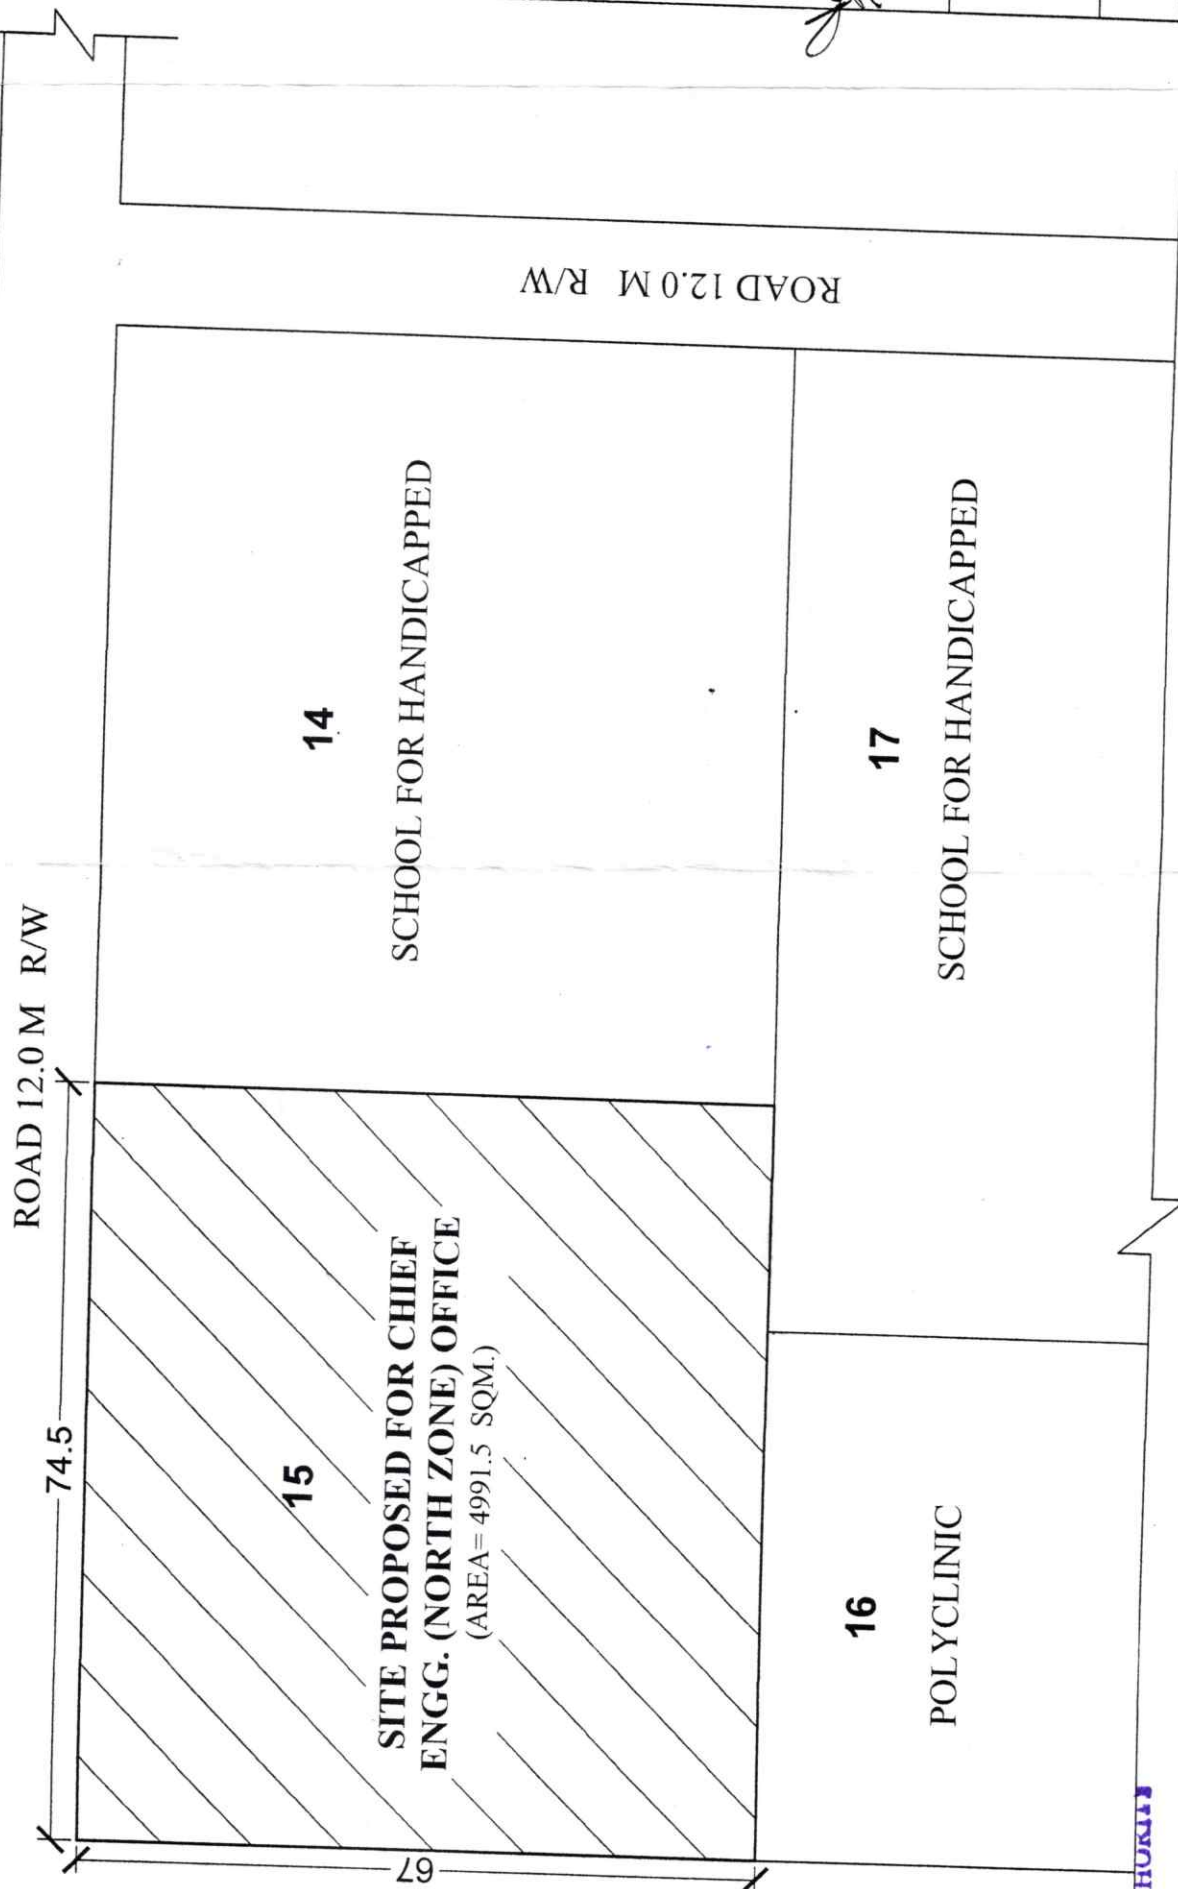 ROAD 12.0 M R/W
74.5
67
15
SITE PROPOSED FOR CHIEF
ENGG. (NORTH ZONE) OFFICE
(AREA= 4991.5 SQM.)
14
SCHOOL FOR HANDICAPPED
ROAD 12.0 M R/W
16
POLYCLINIC
17
SCHOOL FOR HANDICAPPED